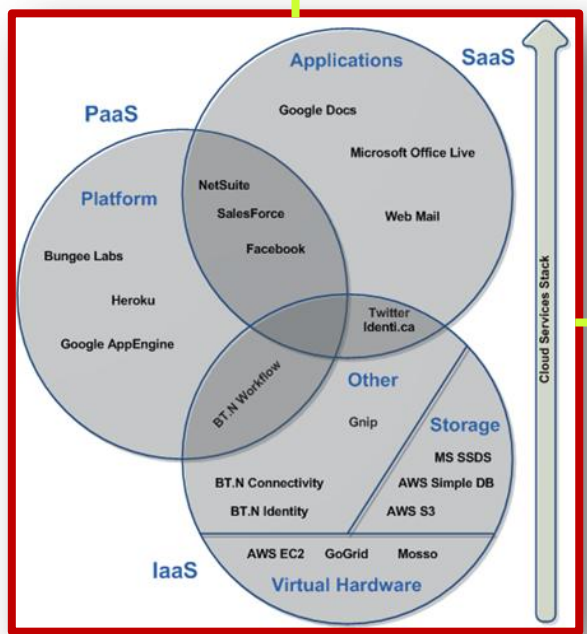 Applications
SaaS
Google Docs
PaaS
Microsoft Office Live
NetSuite
Platform
SalesForce
Web Mail
Facebook
Bungee Labs
Heroku
Twitter
Identi.ca
Google AppEngine
Cloud Services Stack
BT.N Workflow
Other
Gnip
Storage
MS SSDS
BT.N Connectivity
AWS Simple DB
BT.N Identity
AWS S3
AWS EC2 GoGrid Mosso
IaaS
Virtual Hardware